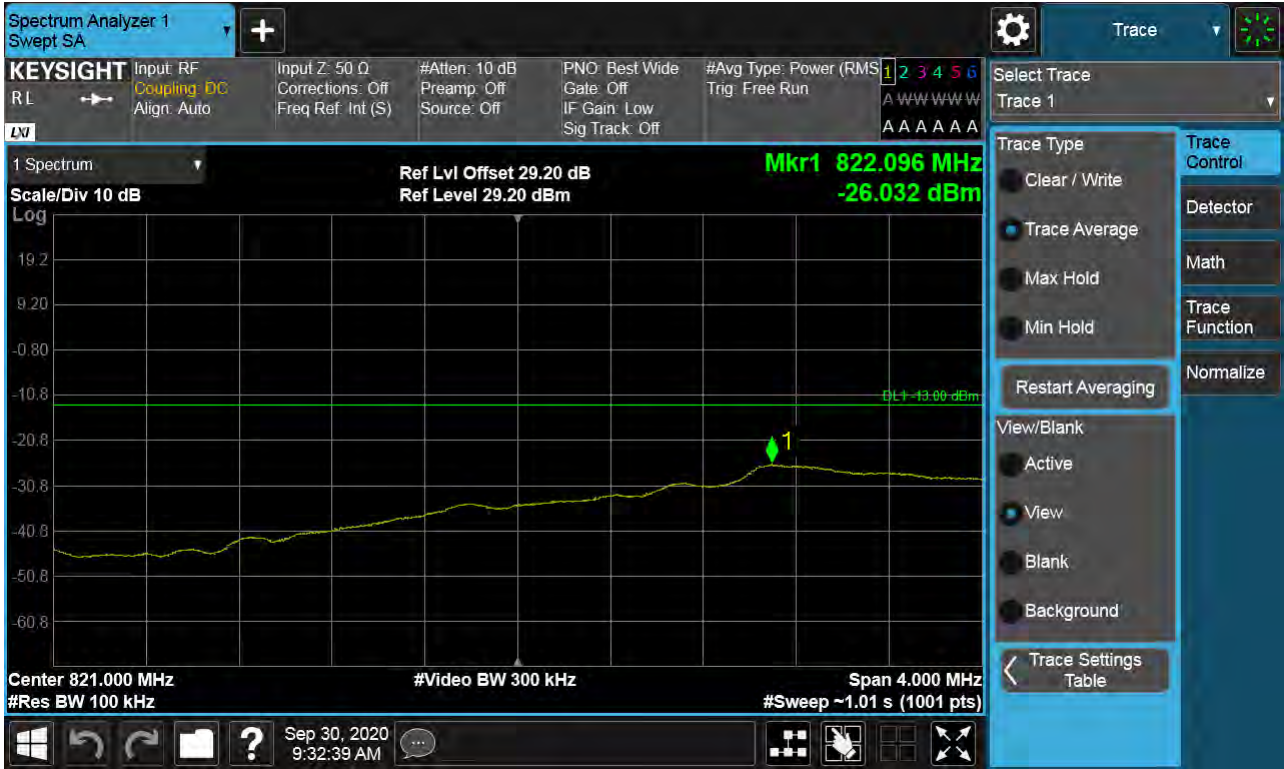 Spectrum Analyzer 1
Swept SA
+
Trace
KEYSIGHT
R L
LXI
Input: RF
Coupling: DC
Align: Auto
Input Z: 50 Ω
Corrections: Off
Freq Ref: Int (S)
#Atten: 10 dB
Preamp: Off
Source: Off
PNO: Best Wide
Gate: Off
IF Gain: Low
Sig Track: Off
#Avg Type: Power (RMS
Trig: Free Run
1 2 3 4 5 6
A W W W W W
A A A A A A
Select Trace
Trace 1
1 Spectrum
Scale/Div 10 dB
Log
Ref Lvl Offset 29.20 dB
Ref Level 29.20 dBm
Mkr1 822.096 MHz
-26.032 dBm
19.2
9.20
-0.80
-10.8
-20.8
-30.8
-40.8
-50.8
-60.8
DL1 -13.00 dBm
1
Center 821.000 MHz
#Res BW 100 kHz
#Video BW 300 kHz
Span 4.000 MHz
#Sweep ~1.01 s (1001 pts)
Trace Type
Clear / Write
Trace Average
Max Hold
Min Hold
Restart Averaging
View/Blank
Active
View
Blank
Background
Trace Settings
Table
Trace
Control
Detector
Math
Trace
Function
Normalize
?
Sep 30, 2020
9:32:39 AM